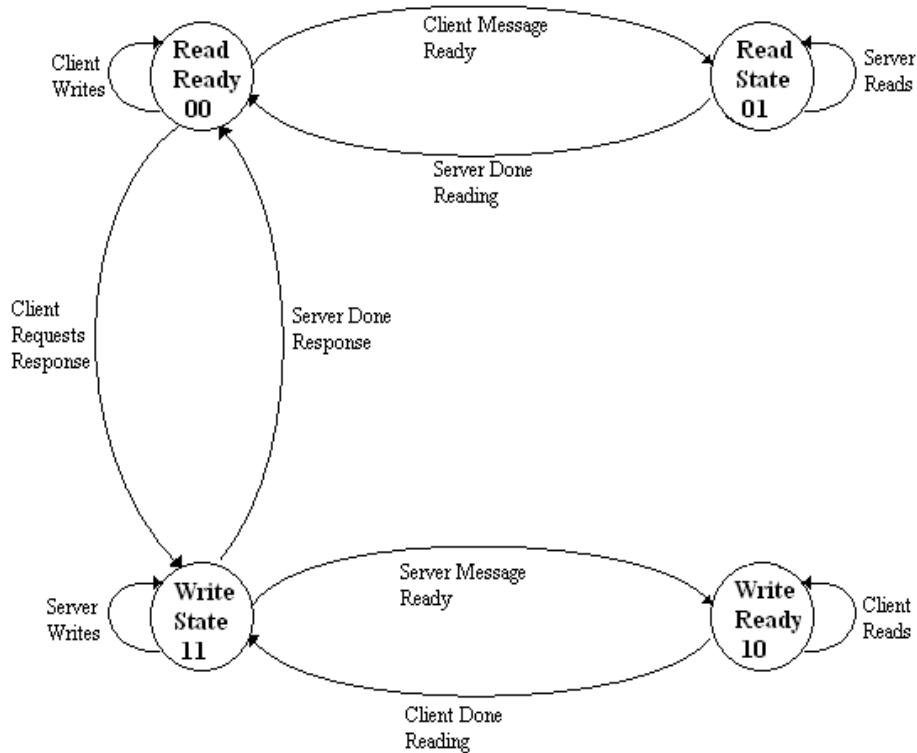 Client Message
Ready
Read
Ready
00
Client
Writes
Read
State
01
Server
Reads
Server Done
Reading
Client
Requests
Response
Server Done
Response
Write
State
11
Server
Writes
Server Message
Ready
Write
Ready
10
Client
Reads
Client Done
Reading